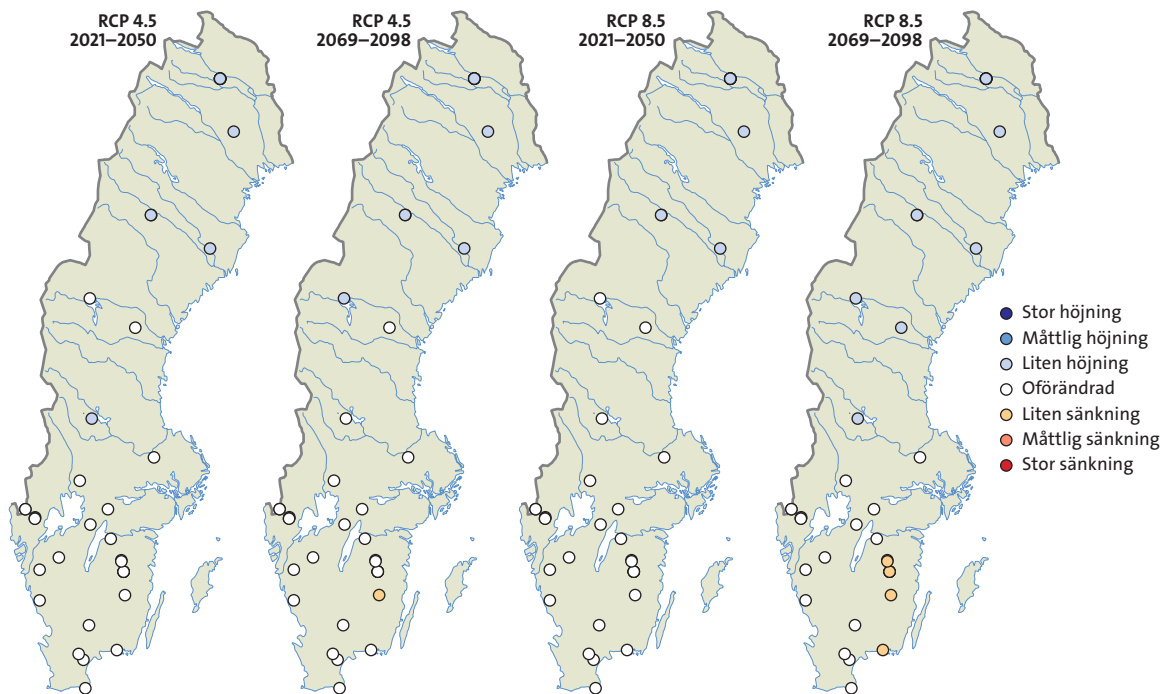 RCP 4.5
2021–2050
RCP 4.5
2069–2098
RCP 8.5
2021–2050
RCP 8.5
2069–2098
Stor höjning
Måttlig höjning
Liten höjning
Oförändrad
Liten sänkning
Måttlig sänkning
Stor sänkning